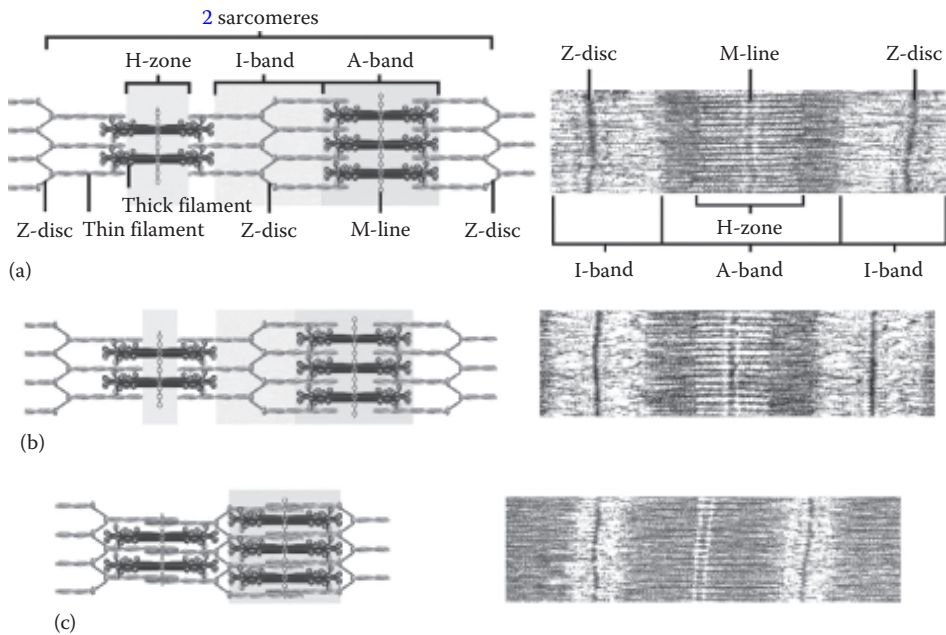 2 sarcomeres
H-zone I-band A-band
Thick filament
Z-disc Thin filament Z-disc M-line Z-disc
(a)
Z-disc M-line Z-disc
H-zone
I-band A-band I-band
(b)
(c)